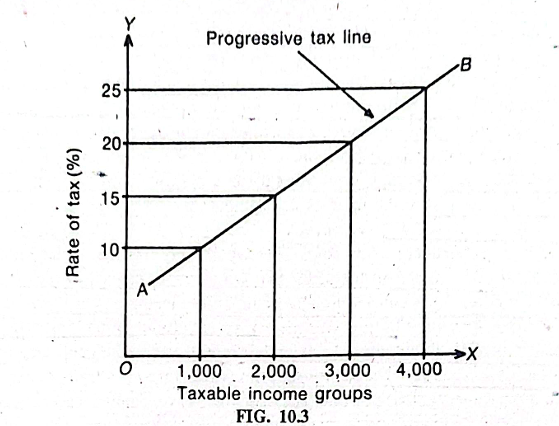 Y
Progressive tax line
B
25
20
15
10
Rate of tax (%)
A
O 1,000 2,000 3,000 4,000 X
Taxable income groups
FIG. 10.3